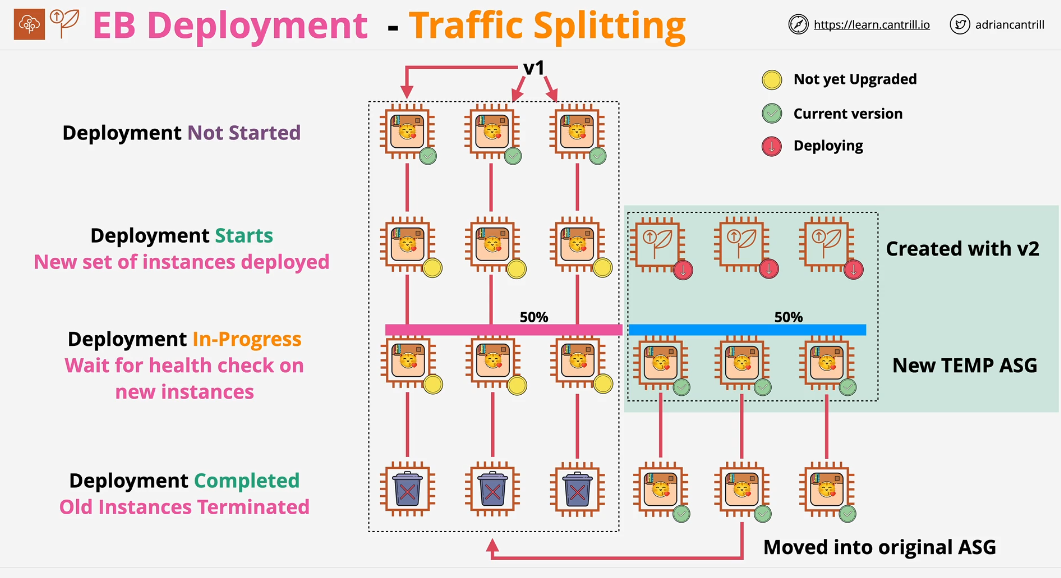 EB Deployment - Traffic Splitting
https://learn.cantrill.io
adriancantrill
v1
Not yet Upgraded
Current version
Deploying
Deployment Not Started
Deployment Starts
New set of instances deployed
Created with v2
50%
50%
Deployment In-Progress
Wait for health check on
new instances
New TEMP ASG
Deployment Completed
Old Instances Terminated
Moved into original ASG